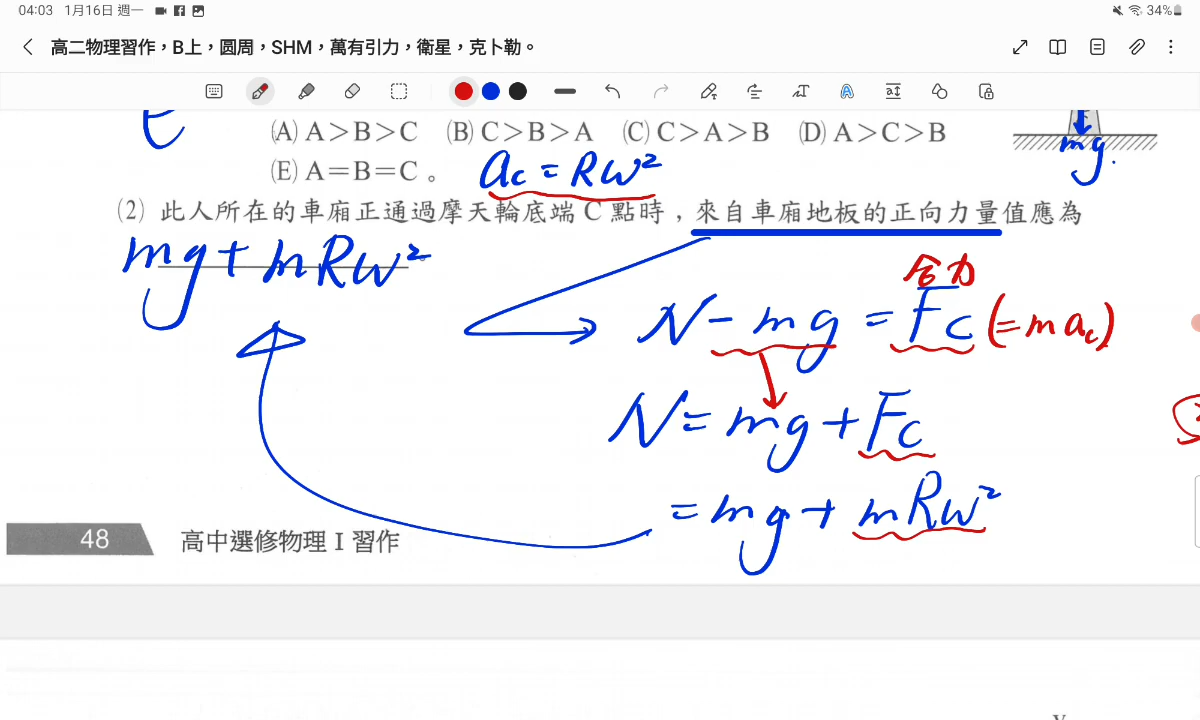 04:03 1月16日 週一 34%
高二物理習作，B上，圓周，SHM，萬有引力，衛星，克卜勒。
(A) A＞B＞C (B) C＞B＞A (C) C＞A＞B (D) A＞C＞B
mg.
(E) A＝B＝C。 ac = Rw²
(2) 此人所在的車廂正通過摩天輪底端 C 點時，來自車廂地板的正向力量值應為
mg + mRw²
合力
N - mg = Fc (= mac)
N = mg + Fc
= mg + mRw²
48 高中選修物理 I 習作